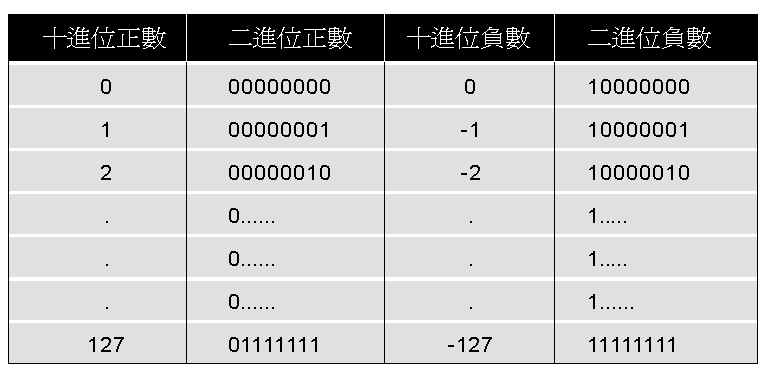 十進位正數 二進位正數 十進位負數 二進位負數
0 00000000 0 10000000
1 00000001 -1 10000001
2 00000010 -2 10000010
. 0...... . 1.....
. 0...... . 1.....
. 0...... . 1......
127 01111111 -127 11111111